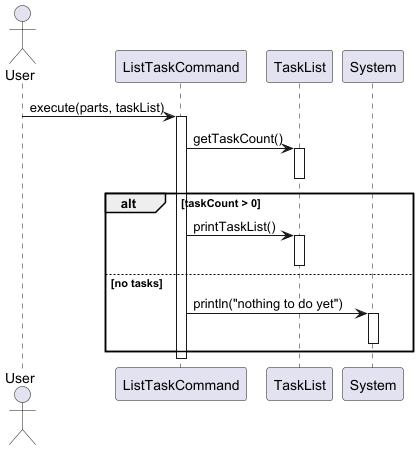 User
ListTaskCommand
TaskList
System
execute(parts, taskList)
getTaskCount()
alt
[taskCount > 0]
printTaskList()
[no tasks]
println("nothing to do yet")
User
ListTaskCommand
TaskList
System